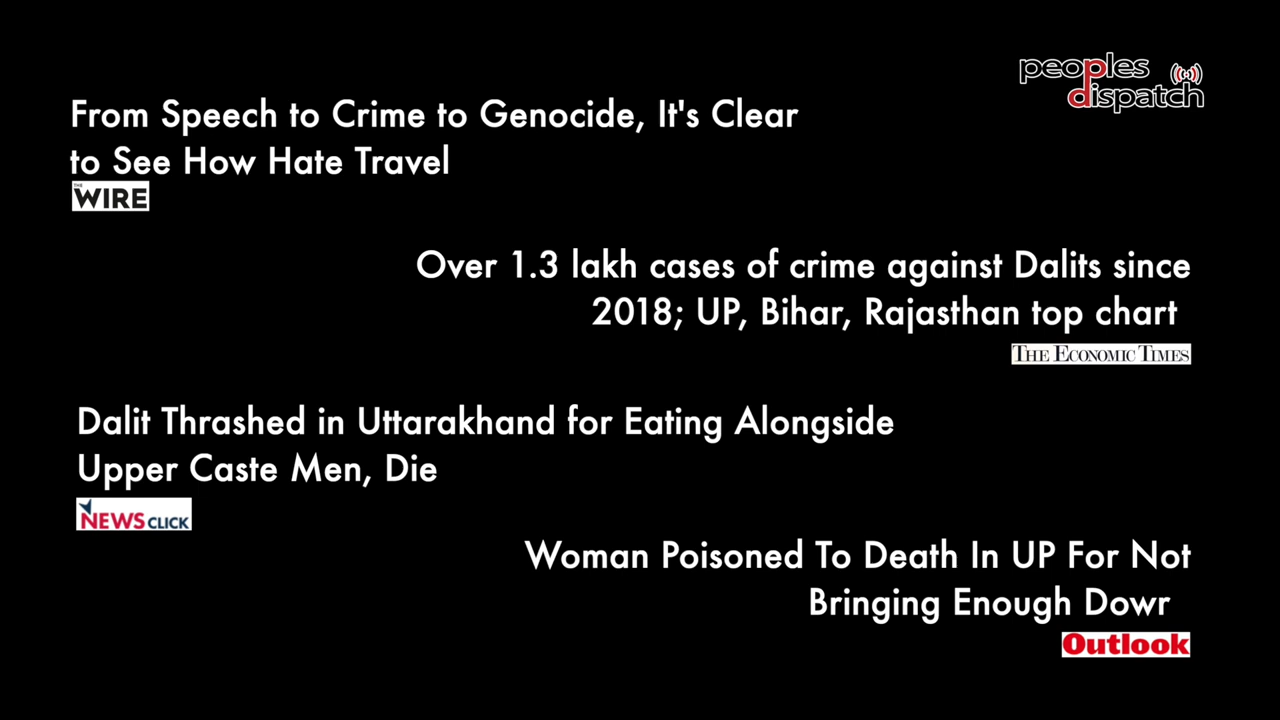 peoples
dispatch
From Speech to Crime to Genocide, It's Clear
to See How Hate Travel
THE
WIRE
Over 1.3 lakh cases of crime against Dalits since
2018; UP, Bihar, Rajasthan top chart
THE ECONOMIC TIMES
Dalit Thrashed in Uttarakhand for Eating Alongside
Upper Caste Men, Die
NEWSCLICK
Woman Poisoned To Death In UP For Not
Bringing Enough Dowr
Outlook